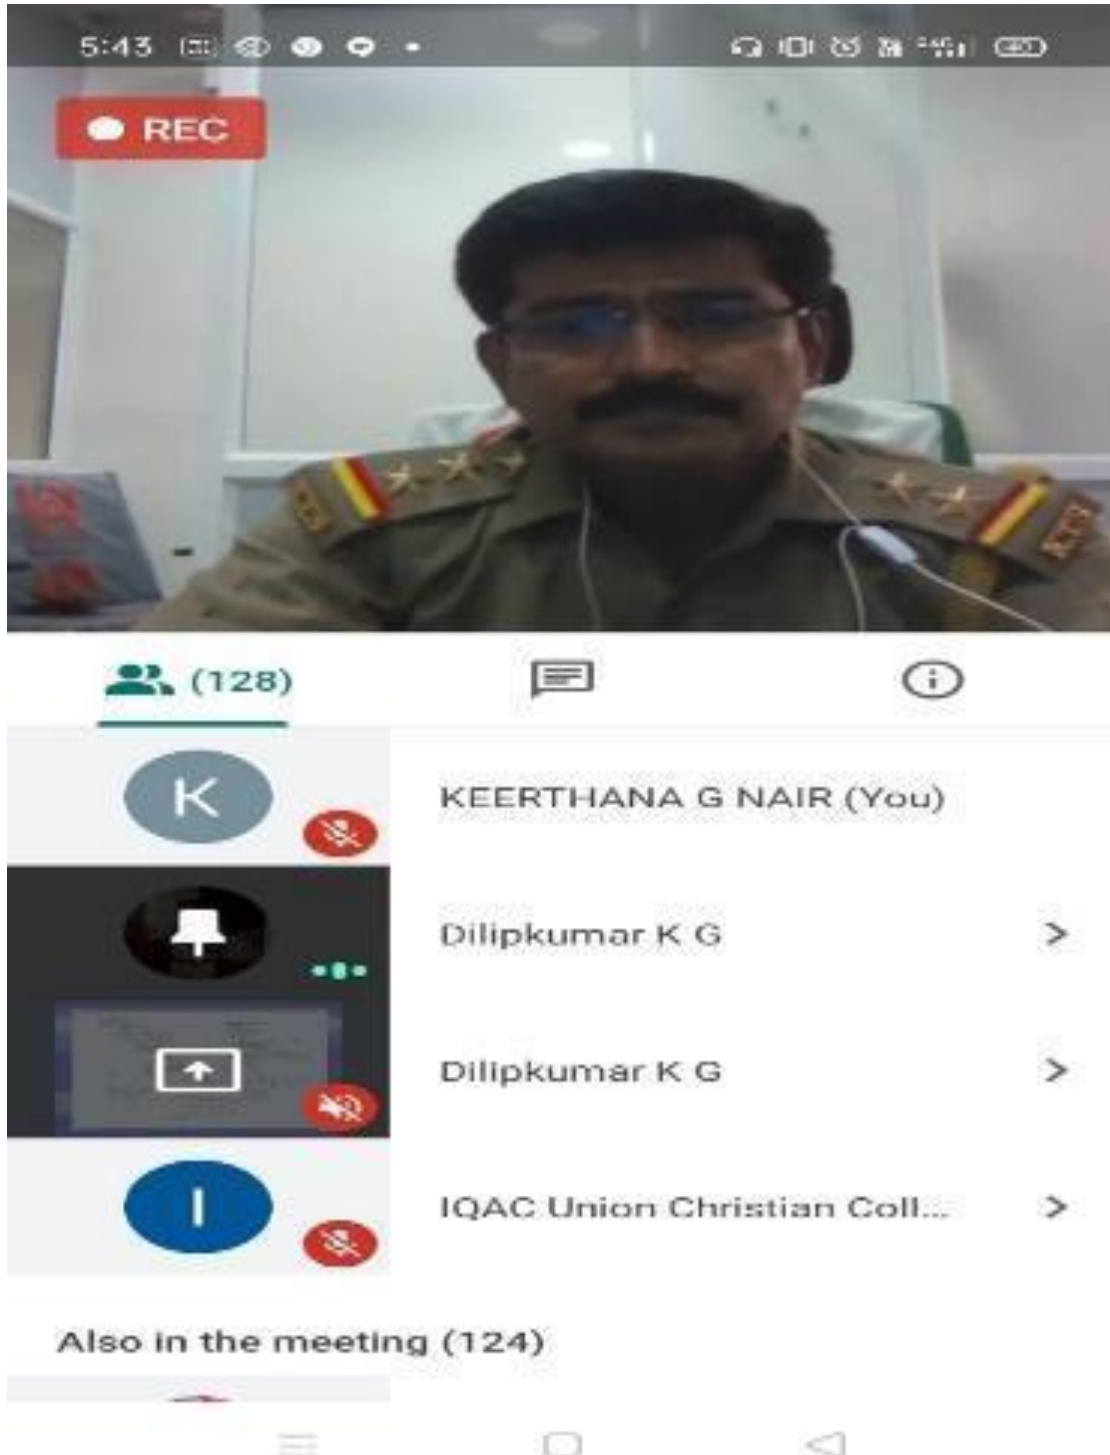 5:43
REC
(128)
K
KEERTHANA G NAIR (You)
Dilipkumar K G
Dilipkumar K G
I
IQAC Union Christian Coll...
Also in the meeting (124)